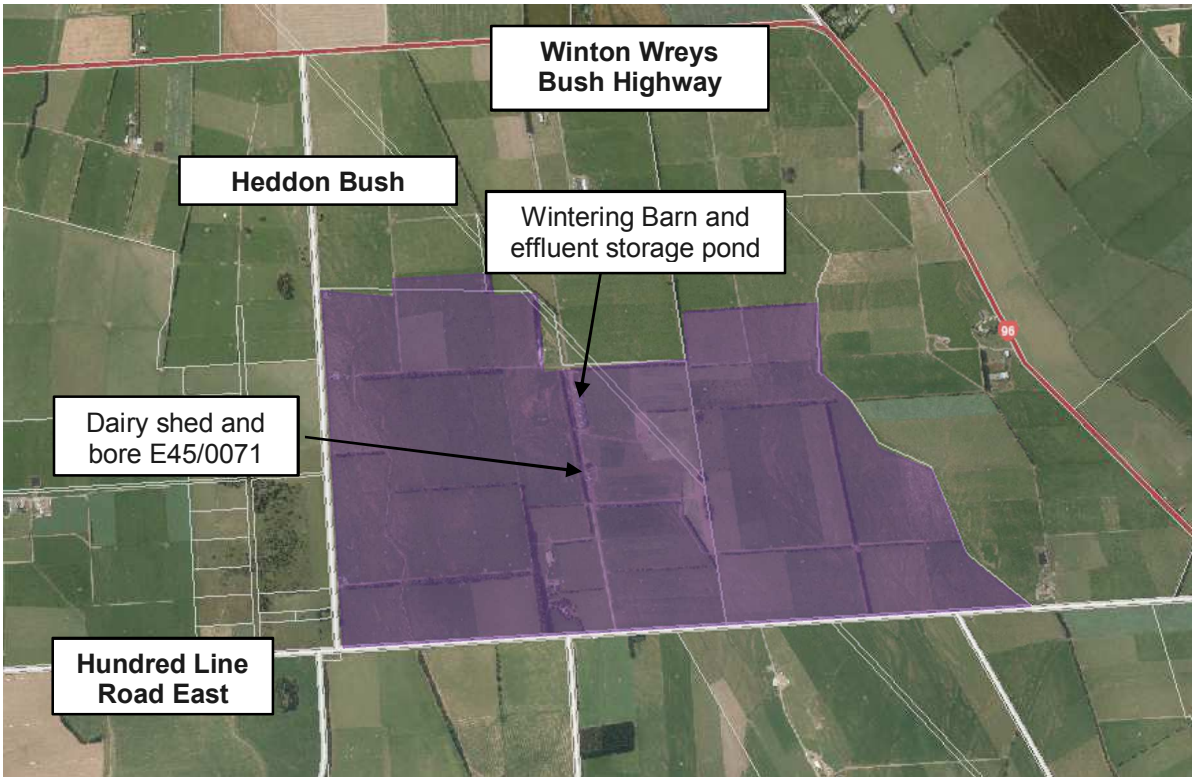 Winton Wreys
Bush Highway
Heddon Bush
Wintering Barn and
effluent storage pond
96
Dairy shed and
bore E45/0071
Hundred Line
Road East